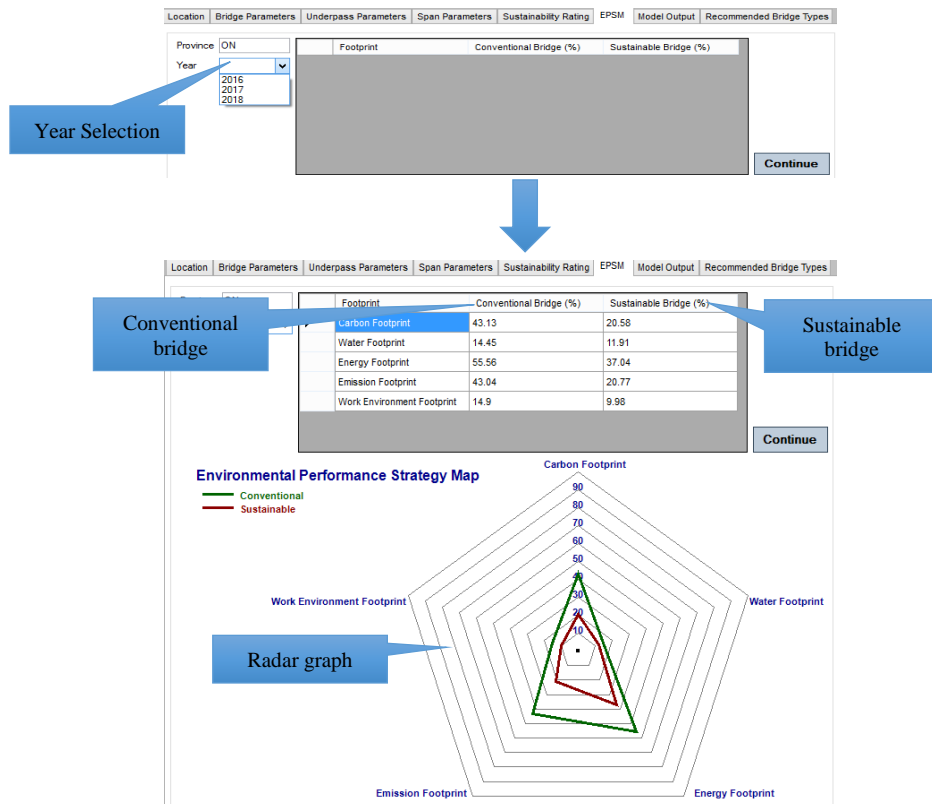 Location Bridge Parameters Underpass Parameters Span Parameters Sustainability Rating EPSM Model Output Recommended Bridge Types
Province ON
Footprint Conventional Bridge (%) Sustainable Bridge (%)
Year
2016
2017
2018
Year Selection
Continue
Location Bridge Parameters Underpass Parameters Span Parameters Sustainability Rating EPSM Model Output Recommended Bridge Types
Footprint Conventional Bridge (%) Sustainable Bridge (%)
Conventional
bridge
Sustainable
bridge
Carbon Footprint 43.13 20.58
Water Footprint 14.45 11.91
Energy Footprint 55.56 37.04
Emission Footprint 43.04 20.77
Work Environment Footprint 14.9 9.98
Continue
Environmental Performance Strategy Map
Conventional
Sustainable
Carbon Footprint
90
80
70
60
50
40
30
20
10
Work Environment Footprint
Water Footprint
Radar graph
Emission Footprint
Energy Footprint